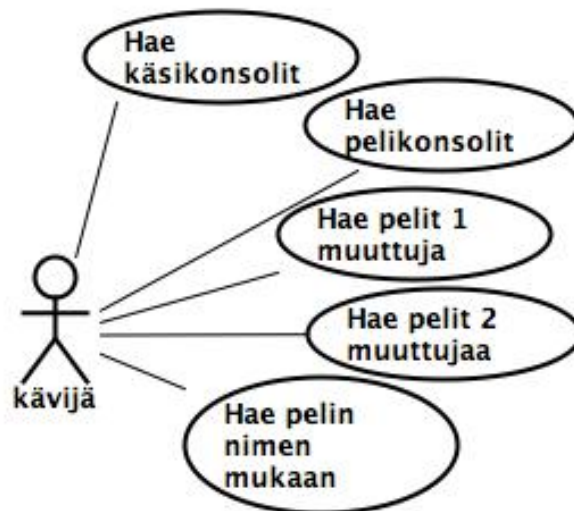 Hae
käsikonsolit
Hae
pelikonsolit
Hae pelit 1
muuttuja
Hae pelit 2
muuttujaa
kävijä
Hae pelin
nimen
mukaan